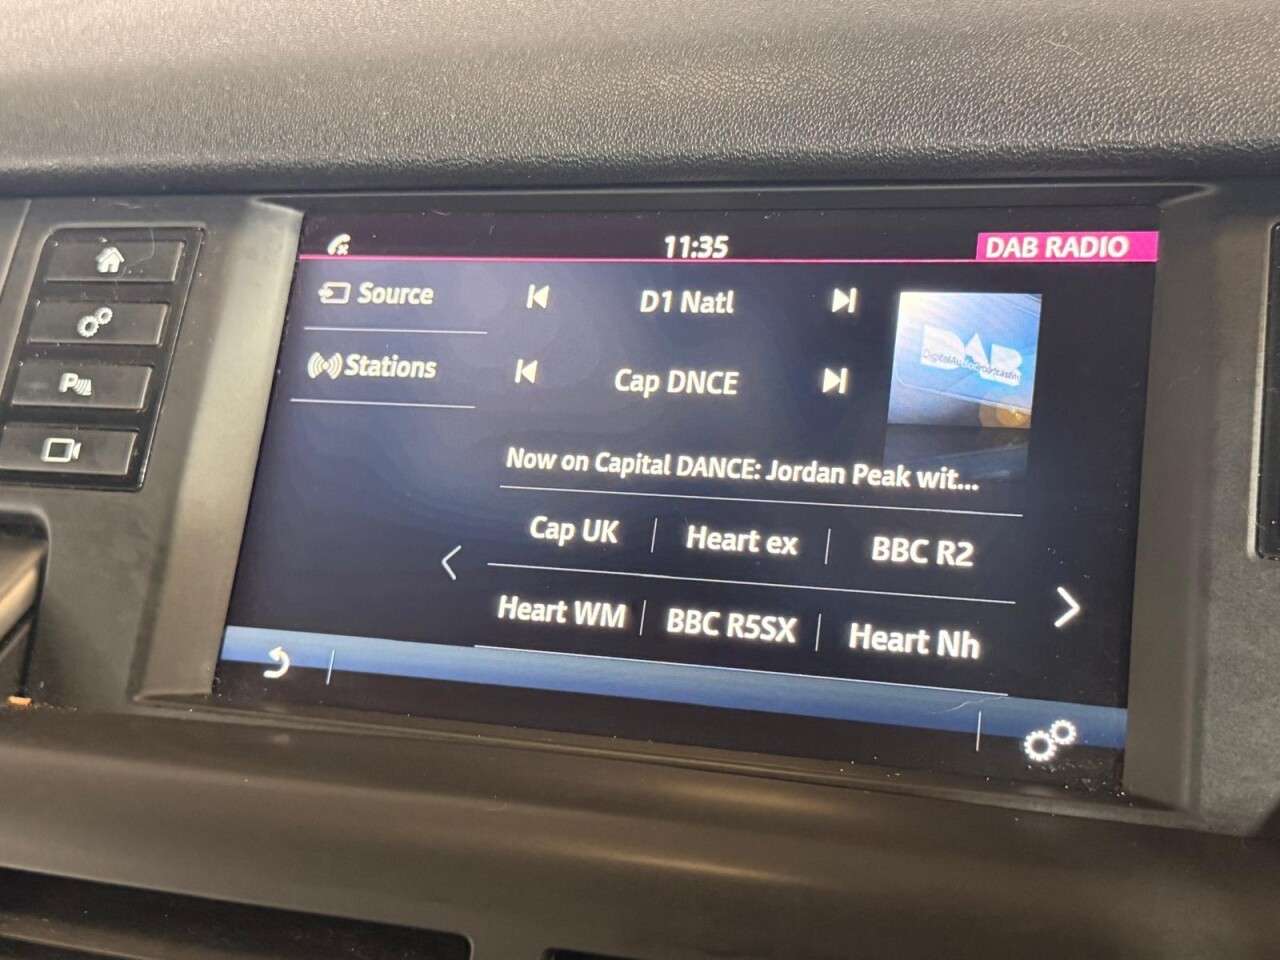 11:35
DAB RADIO
Source
D1 Natl
Stations
Cap DNCE
DAB
Now on Capital DANCE: Jordan Peak wit...
Cap UK
Heart ex
BBC R2
Heart WM
BBC R5SX
Heart Nh
P